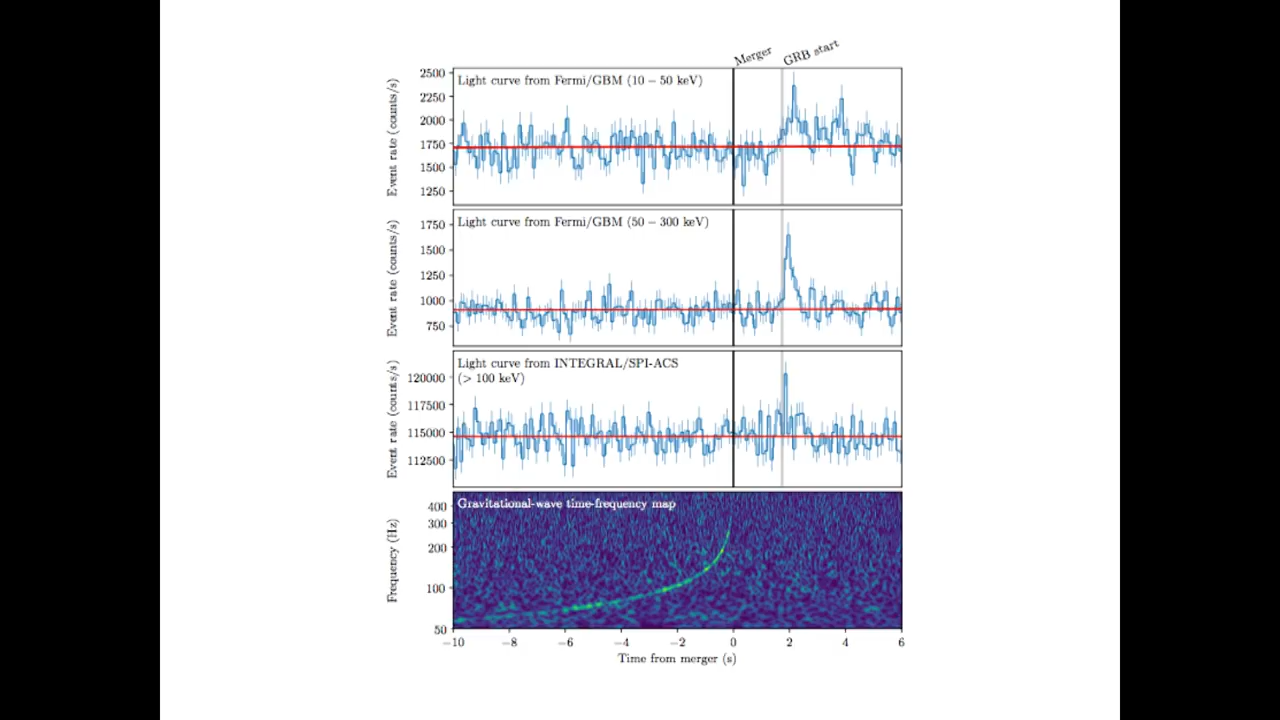 Merger GRB start
Light curve from Fermi/GBM (10 − 50 keV)
Event rate (counts/s)
2500
2250
2000
1750
1500
1250
Light curve from Fermi/GBM (50 − 300 keV)
Event rate (counts/s)
1750
1500
1250
1000
750
Light curve from INTEGRAL/SPI-ACS
(> 100 keV)
Event rate (counts/s)
120000
117500
115000
112500
Gravitational-wave time-frequency map
Frequency (Hz)
400
300
200
100
50
−10 −8 −6 −4 −2 0 2 4 6
Time from merger (s)